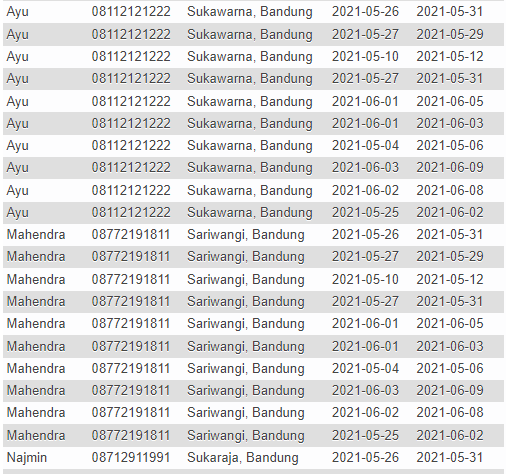 Ayu 08112121222 Sukawarna, Bandung 2021-05-26 2021-05-31
Ayu 08112121222 Sukawarna, Bandung 2021-05-27 2021-05-29
Ayu 08112121222 Sukawarna, Bandung 2021-05-10 2021-05-12
Ayu 08112121222 Sukawarna, Bandung 2021-05-27 2021-05-31
Ayu 08112121222 Sukawarna, Bandung 2021-06-01 2021-06-05
Ayu 08112121222 Sukawarna, Bandung 2021-06-01 2021-06-03
Ayu 08112121222 Sukawarna, Bandung 2021-05-04 2021-05-06
Ayu 08112121222 Sukawarna, Bandung 2021-06-03 2021-06-09
Ayu 08112121222 Sukawarna, Bandung 2021-06-02 2021-06-08
Ayu 08112121222 Sukawarna, Bandung 2021-05-25 2021-06-02
Mahendra 08772191811 Sariwangi, Bandung 2021-05-26 2021-05-31
Mahendra 08772191811 Sariwangi, Bandung 2021-05-27 2021-05-29
Mahendra 08772191811 Sariwangi, Bandung 2021-05-10 2021-05-12
Mahendra 08772191811 Sariwangi, Bandung 2021-05-27 2021-05-31
Mahendra 08772191811 Sariwangi, Bandung 2021-06-01 2021-06-05
Mahendra 08772191811 Sariwangi, Bandung 2021-06-01 2021-06-03
Mahendra 08772191811 Sariwangi, Bandung 2021-05-04 2021-05-06
Mahendra 08772191811 Sariwangi, Bandung 2021-06-03 2021-06-09
Mahendra 08772191811 Sariwangi, Bandung 2021-06-02 2021-06-08
Mahendra 08772191811 Sariwangi, Bandung 2021-05-25 2021-06-02
Najmin 08712911991 Sukaraja, Bandung 2021-05-26 2021-05-31